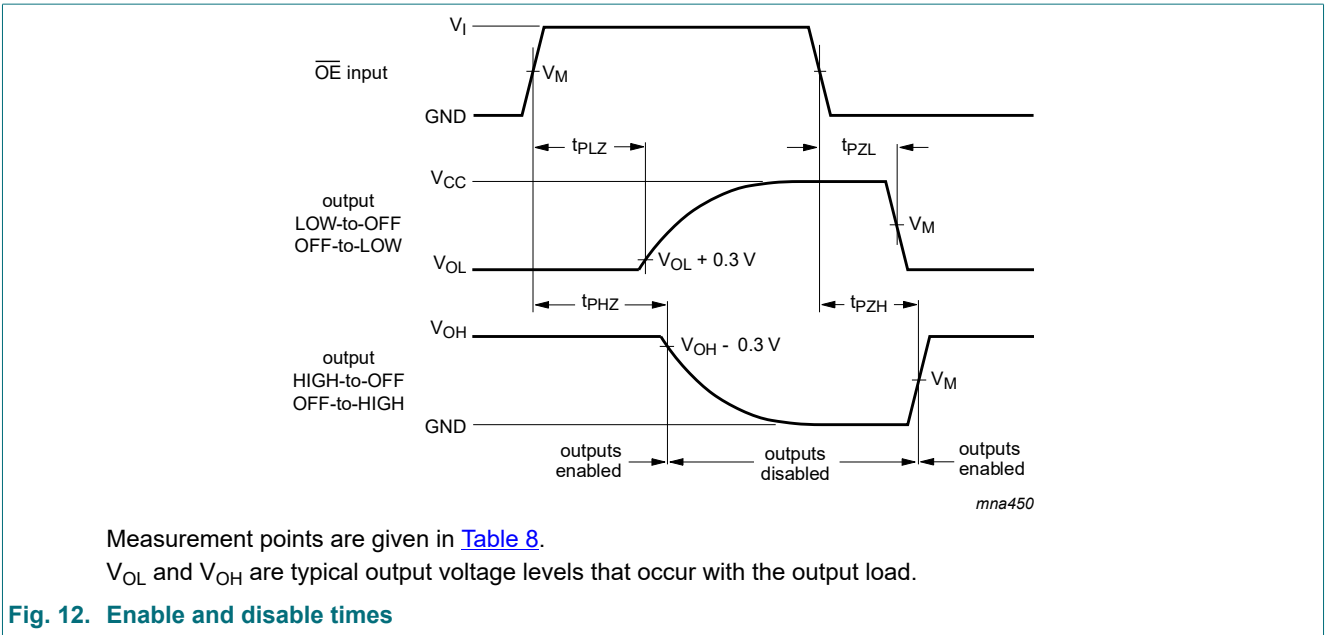 V_I
O̅E̅ input
V_M
GND
t_PLZ
t_PZL
V_CC
output
LOW-to-OFF
OFF-to-LOW
V_M
V_OL
V_OL + 0.3 V
t_PHZ
t_PZH
V_OH
V_OH - 0.3 V
output
HIGH-to-OFF
OFF-to-HIGH
V_M
GND
outputs
enabled
outputs
disabled
outputs
enabled
mna450
Measurement points are given in Table 8.
V_OL and V_OH are typical output voltage levels that occur with the output load.
Fig. 12. Enable and disable times